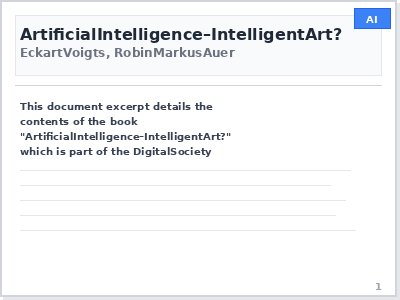 AI
ArtificialIntelligence–IntelligentArt?
EckartVoigts, RobinMarkusAuer
This document excerpt details the
contents of the book
"ArtificialIntelligence–IntelligentArt?"
which is part of the DigitalSociety
1